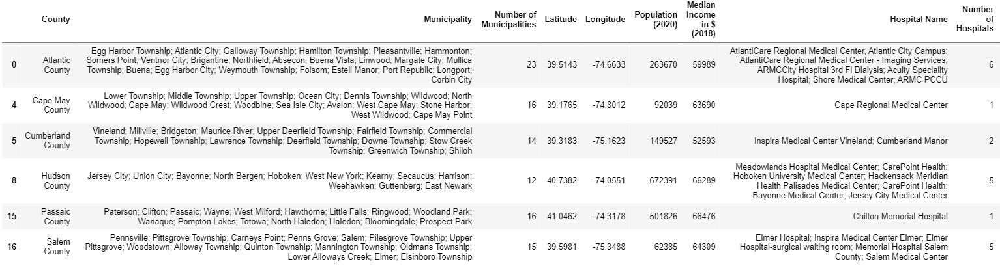 County Municipality Number of Municipalities Latitude Longitude Population (2020) Median Income in $ (2018) Hospital Name Number of Hospitals
0 Atlantic County Egg Harbor Township; Atlantic City; Galloway Township; Hamilton Township; Pleasantville; Hammonton;
Somers Point; Ventnor City; Brigantine; Northfield; Absecon; Buena Vista; Linwood; Margate City; Mullica
Township; Buena; Egg Harbor City; Weymouth Township; Folsom; Estell Manor; Port Republic; Longport;
Corbin City
23 39.5143 -74.6633 263670 59989
AtlantiCare Regional Medical Center, Atlantic City Campus;
AtlantiCare Regional Medical Center - Imaging Services;
ARMCCity Hospital 3rd Fl Dialysis; Acuity Speciality
Hospital; Shore Medical Center; ARMC PCCU
6
4 Cape May County Lower Township; Middle Township; Upper Township; Ocean City; Dennis Township; Wildwood; North
Wildwood; Cape May; Wildwood Crest; Woodbine; Sea Isle City; Avalon; West Cape May; Stone Harbor;
West Wildwood; Cape May Point
16 39.1765 -74.8012 92039 63690 Cape Regional Medical Center 1
5 Cumberland County Vineland; Millville; Bridgeton; Maurice River; Upper Deerfield Township; Fairfield Township; Commercial
Township; Hopewell Township; Lawrence Township; Deerfield Township; Downe Township; Stow Creek
Township; Greenwich Township; Shiloh
14 39.3183 -75.1623 149527 52593 Inspira Medical Center Vineland; Cumberland Manor 2
8 Hudson County Jersey City; Union City; Bayonne; North Bergen; Hoboken; West New York; Kearny; Secaucus; Harrison;
Weehawken; Guttenberg; East Newark
12 40.7382 -74.0551 672391 66289
Meadowlands Hospital Medical Center; CarePoint Health:
Hoboken University Medical Center; Hackensack Meridian
Health Palisades Medical Center; CarePoint Health:
Bayonne Medical Center; Jersey City Medical Center
5
15 Passaic County Paterson; Clifton; Passaic; Wayne; West Milford; Hawthorne; Little Falls; Ringwood; Woodland Park;
Wanaque; Pompton Lakes; Totowa; North Haledon; Haledon; Bloomingdale; Prospect Park
16 41.0462 -74.3178 501826 66476 Chilton Memorial Hospital 1
16 Salem County Pennsville; Pittsgrove Township; Carneys Point; Penns Grove; Salem; Pilesgrove Township; Upper
Pittsgrove; Woodstown; Alloway Township; Quinton Township; Mannington Township; Oldmans Township;
Lower Alloways Creek; Elmer; Elsinboro Township
15 39.5981 -75.3488 62385 64309
Elmer Hospital; Inspira Medical Center Elmer; Elmer
Hospital-surgical waiting room; Memorial Hospital Salem
County; Salem Medical Center
5